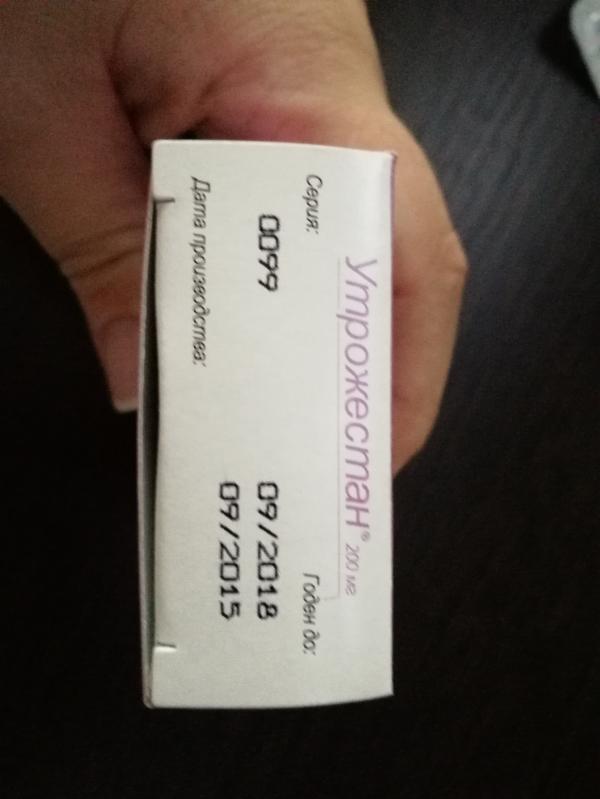 Утрожестан® 200 мг
Серия: Годен до:
0099 09/2018
Дата производства: 09/2015